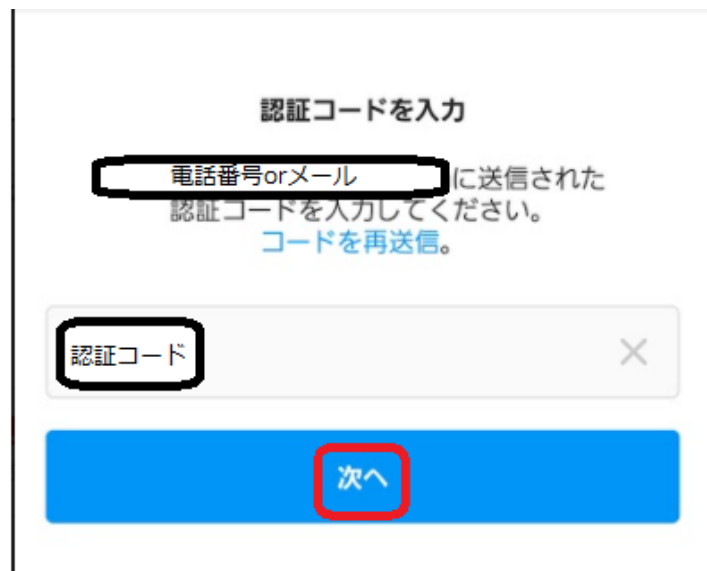 認証コードを入力
電話番号orメール に送信された
認証コードを入力してください。
コードを再送信。
認証コード
次へ